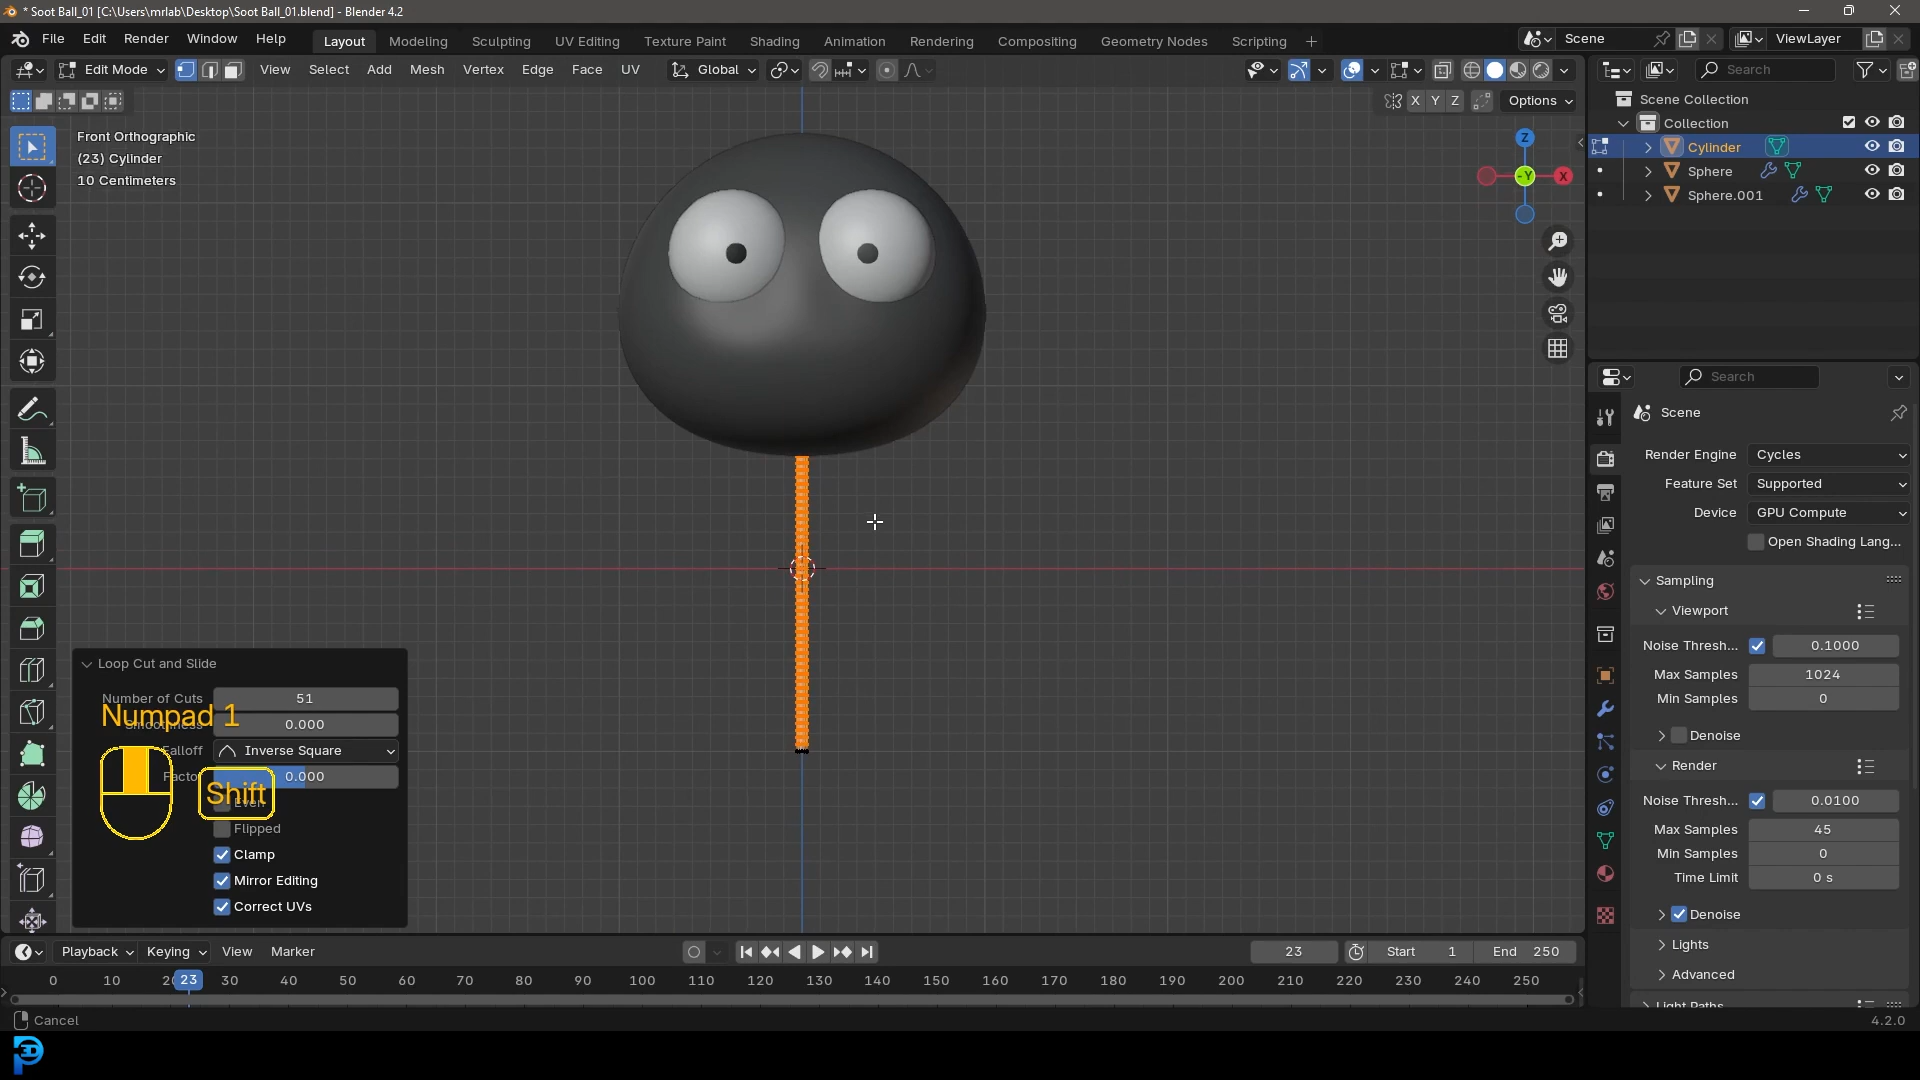 * Soot Ball_01 [C:\Users\mrlab\Desktop\Soot Ball_01.blend] - Blender 4.2
File Edit Render Window Help Layout Modeling Sculpting UV Editing Texture Paint Shading Animation Rendering Compositing Geometry Nodes Scripting + Scene ViewLayer
Edit Mode View Select Add Mesh Vertex Edge Face UV Global Search
X Y Z Options
Front Orthographic
(23) Cylinder
10 Centimeters
Z
-Y X
Scene Collection
Collection
Cylinder
Sphere
Sphere.001
Search
Scene
Render Engine Cycles
Feature Set Supported
Device GPU Compute
Open Shading Lang...
Sampling
Viewport
Noise Thresh... 0.1000
Max Samples 1024
Min Samples 0
Denoise
Render
Noise Thresh... 0.0100
Max Samples 45
Min Samples 0
Time Limit 0 s
Denoise
Lights
Advanced
Light Paths
Loop Cut and Slide
Number of Cuts 51
Numpad 1
0.000
Falloff Inverse Square
Factor 0.000
Shift
Even
Flipped
Clamp
Mirror Editing
Correct UVs
Playback Keying View Marker 23 Start 1 End 250
0 10 23 30 40 50 60 70 80 90 100 110 120 130 140 150 160 170 180 190 200 210 220 230 240 250
Cancel 4.2.0